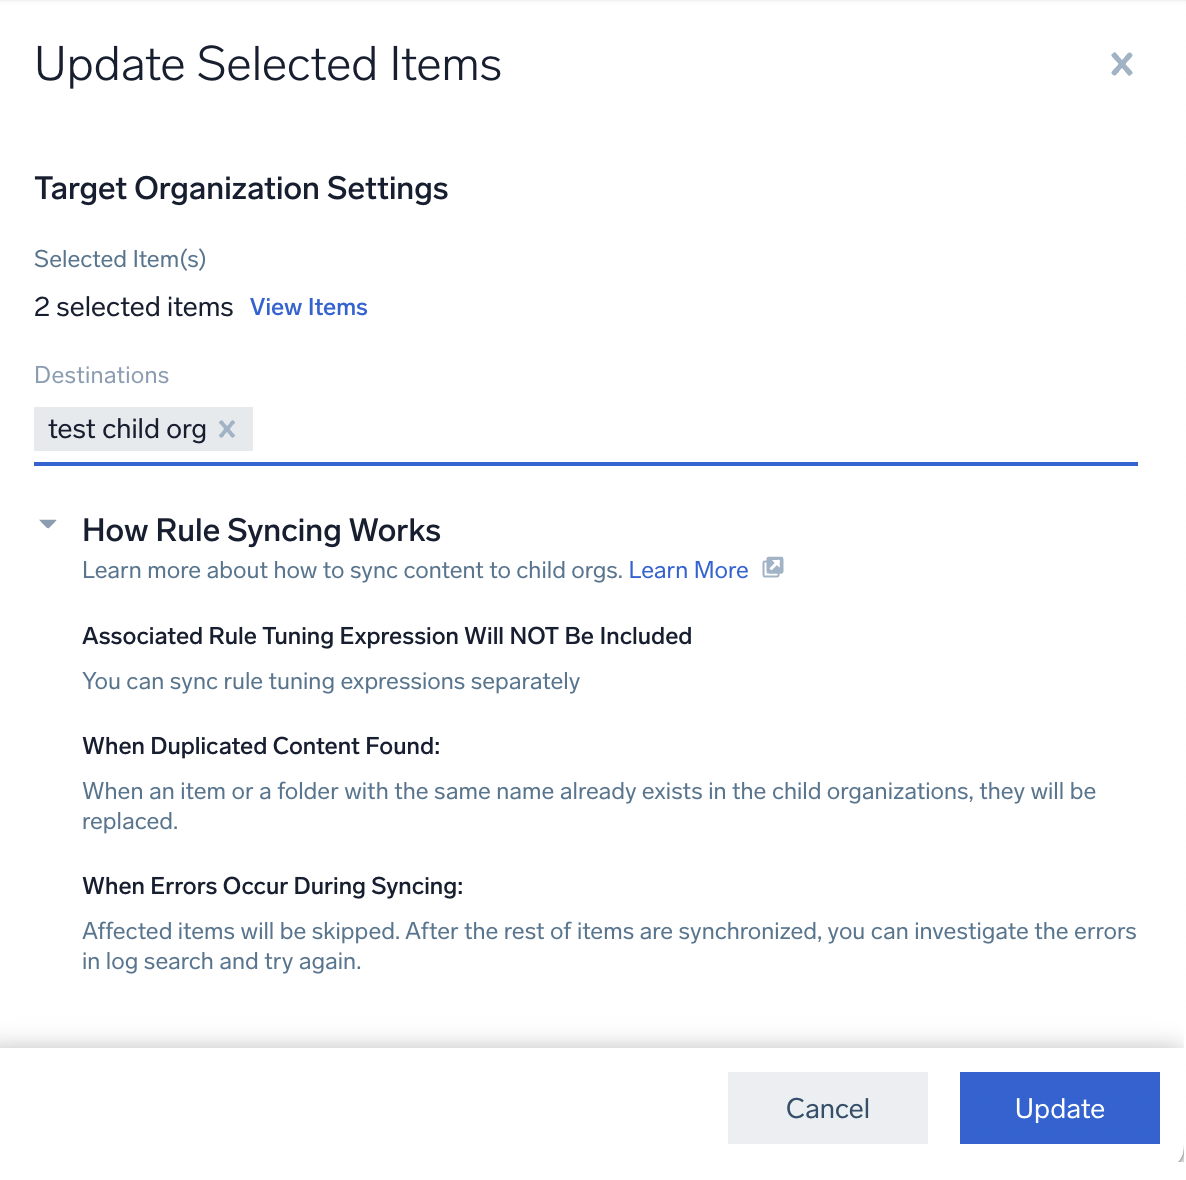 Update Selected Items
Target Organization Settings
Selected Item(s)
2 selected items View Items
Destinations
test child org
How Rule Syncing Works
Learn more about how to sync content to child orgs. Learn More
Associated Rule Tuning Expression Will NOT Be Included
You can sync rule tuning expressions separately
When Duplicated Content Found:
When an item or a folder with the same name already exists in the child organizations, they will be
replaced.
When Errors Occur During Syncing:
Affected items will be skipped. After the rest of items are synchronized, you can investigate the errors
in log search and try again.
Cancel Update